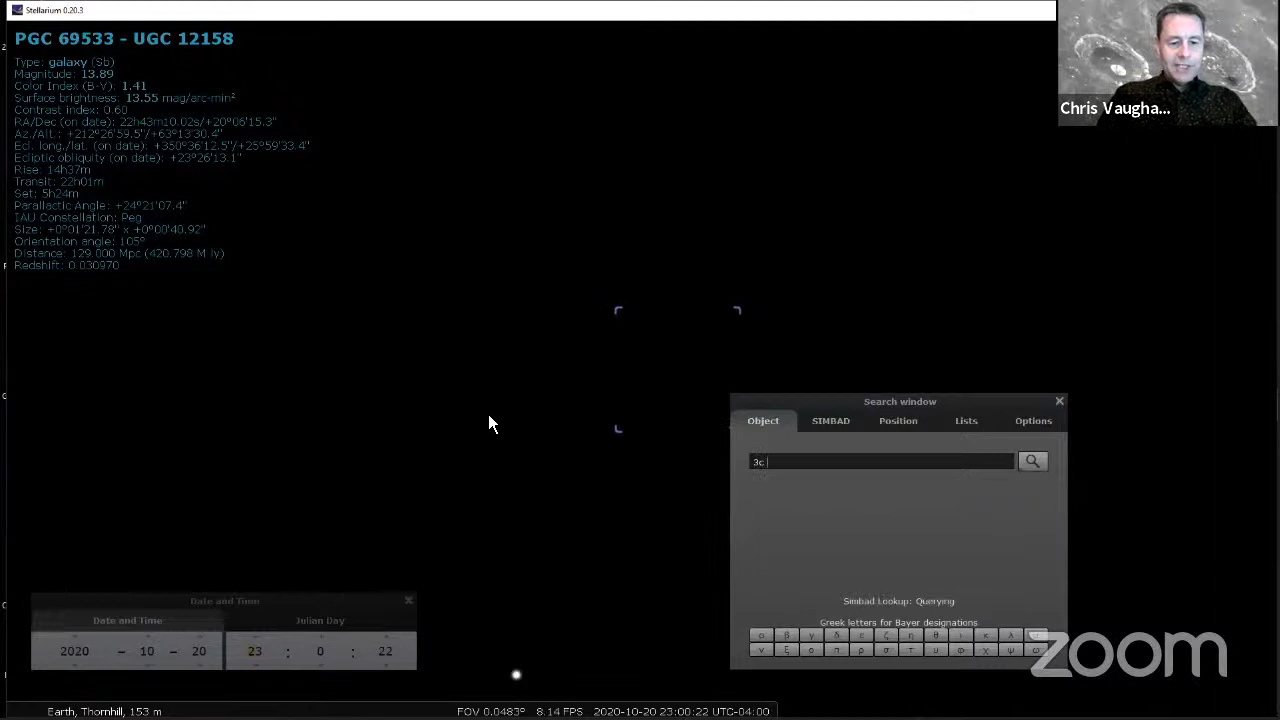 Stellarium 0.20.3
PGC 69533 - UGC 12158
Type: galaxy (Sb)
Magnitude: 13.89
Color Index (B-V): 1.41
Surface brightness: 13.55 mag/arc-min²
Contrast index: 0.60
RA/Dec (on date): 22h43m10.02s/+20°06'15.3"
Az./Alt.: +212°26'59.5"/+63°13'30.4"
Ecl. long./lat. (on date): +350°36'12.5"/+25°59'33.4"
Ecliptic obliquity (on date): +23°26'13.1"
Rise: 14h37m
Transit: 22h01m
Set: 5h24m
Parallactic Angle: +24°21'07.4"
IAU Constellation: Peg
Size: +0°01'21.78" x +0°00'40.92"
Orientation angle: 105°
Distance: 129.000 Mpc (420.798 M ly)
Redshift: 0.030970
Chris Vaugha...
Search window
Object SIMBAD Position Lists Options
3c
Simbad Lookup: Querying
Greek letters for Bayer designations
α β γ δ ε ζ η θ ι κ λ
ν ξ ο π ρ σ τ υ φ χ ψ ω
Date and Time
Date and Time Julian Day
2020 - 10 - 20 23 : 0 : 22
zoom
Earth, Thornhill, 153 m FOV 0.0483° 8.14 FPS 2020-10-20 23:00:22 UTC-04:00